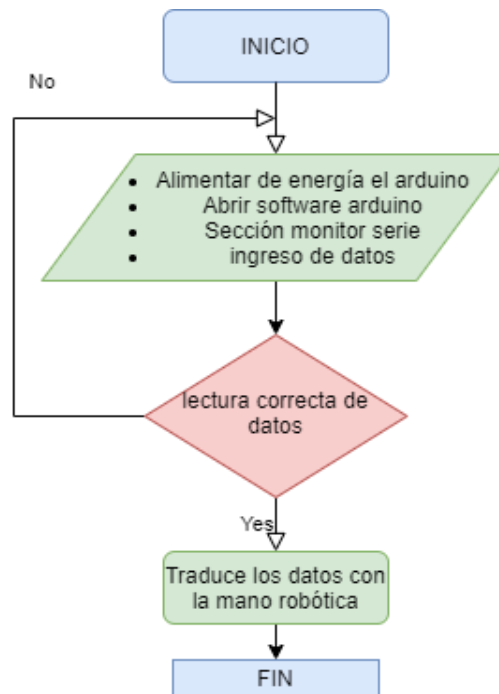 INICIO
No
• Alimentar de energía el arduino
• Abrir software arduino
• Sección monitor serie
• ingreso de datos
lectura correcta de
datos
Yes
Traduce los datos con
la mano robótica
FIN